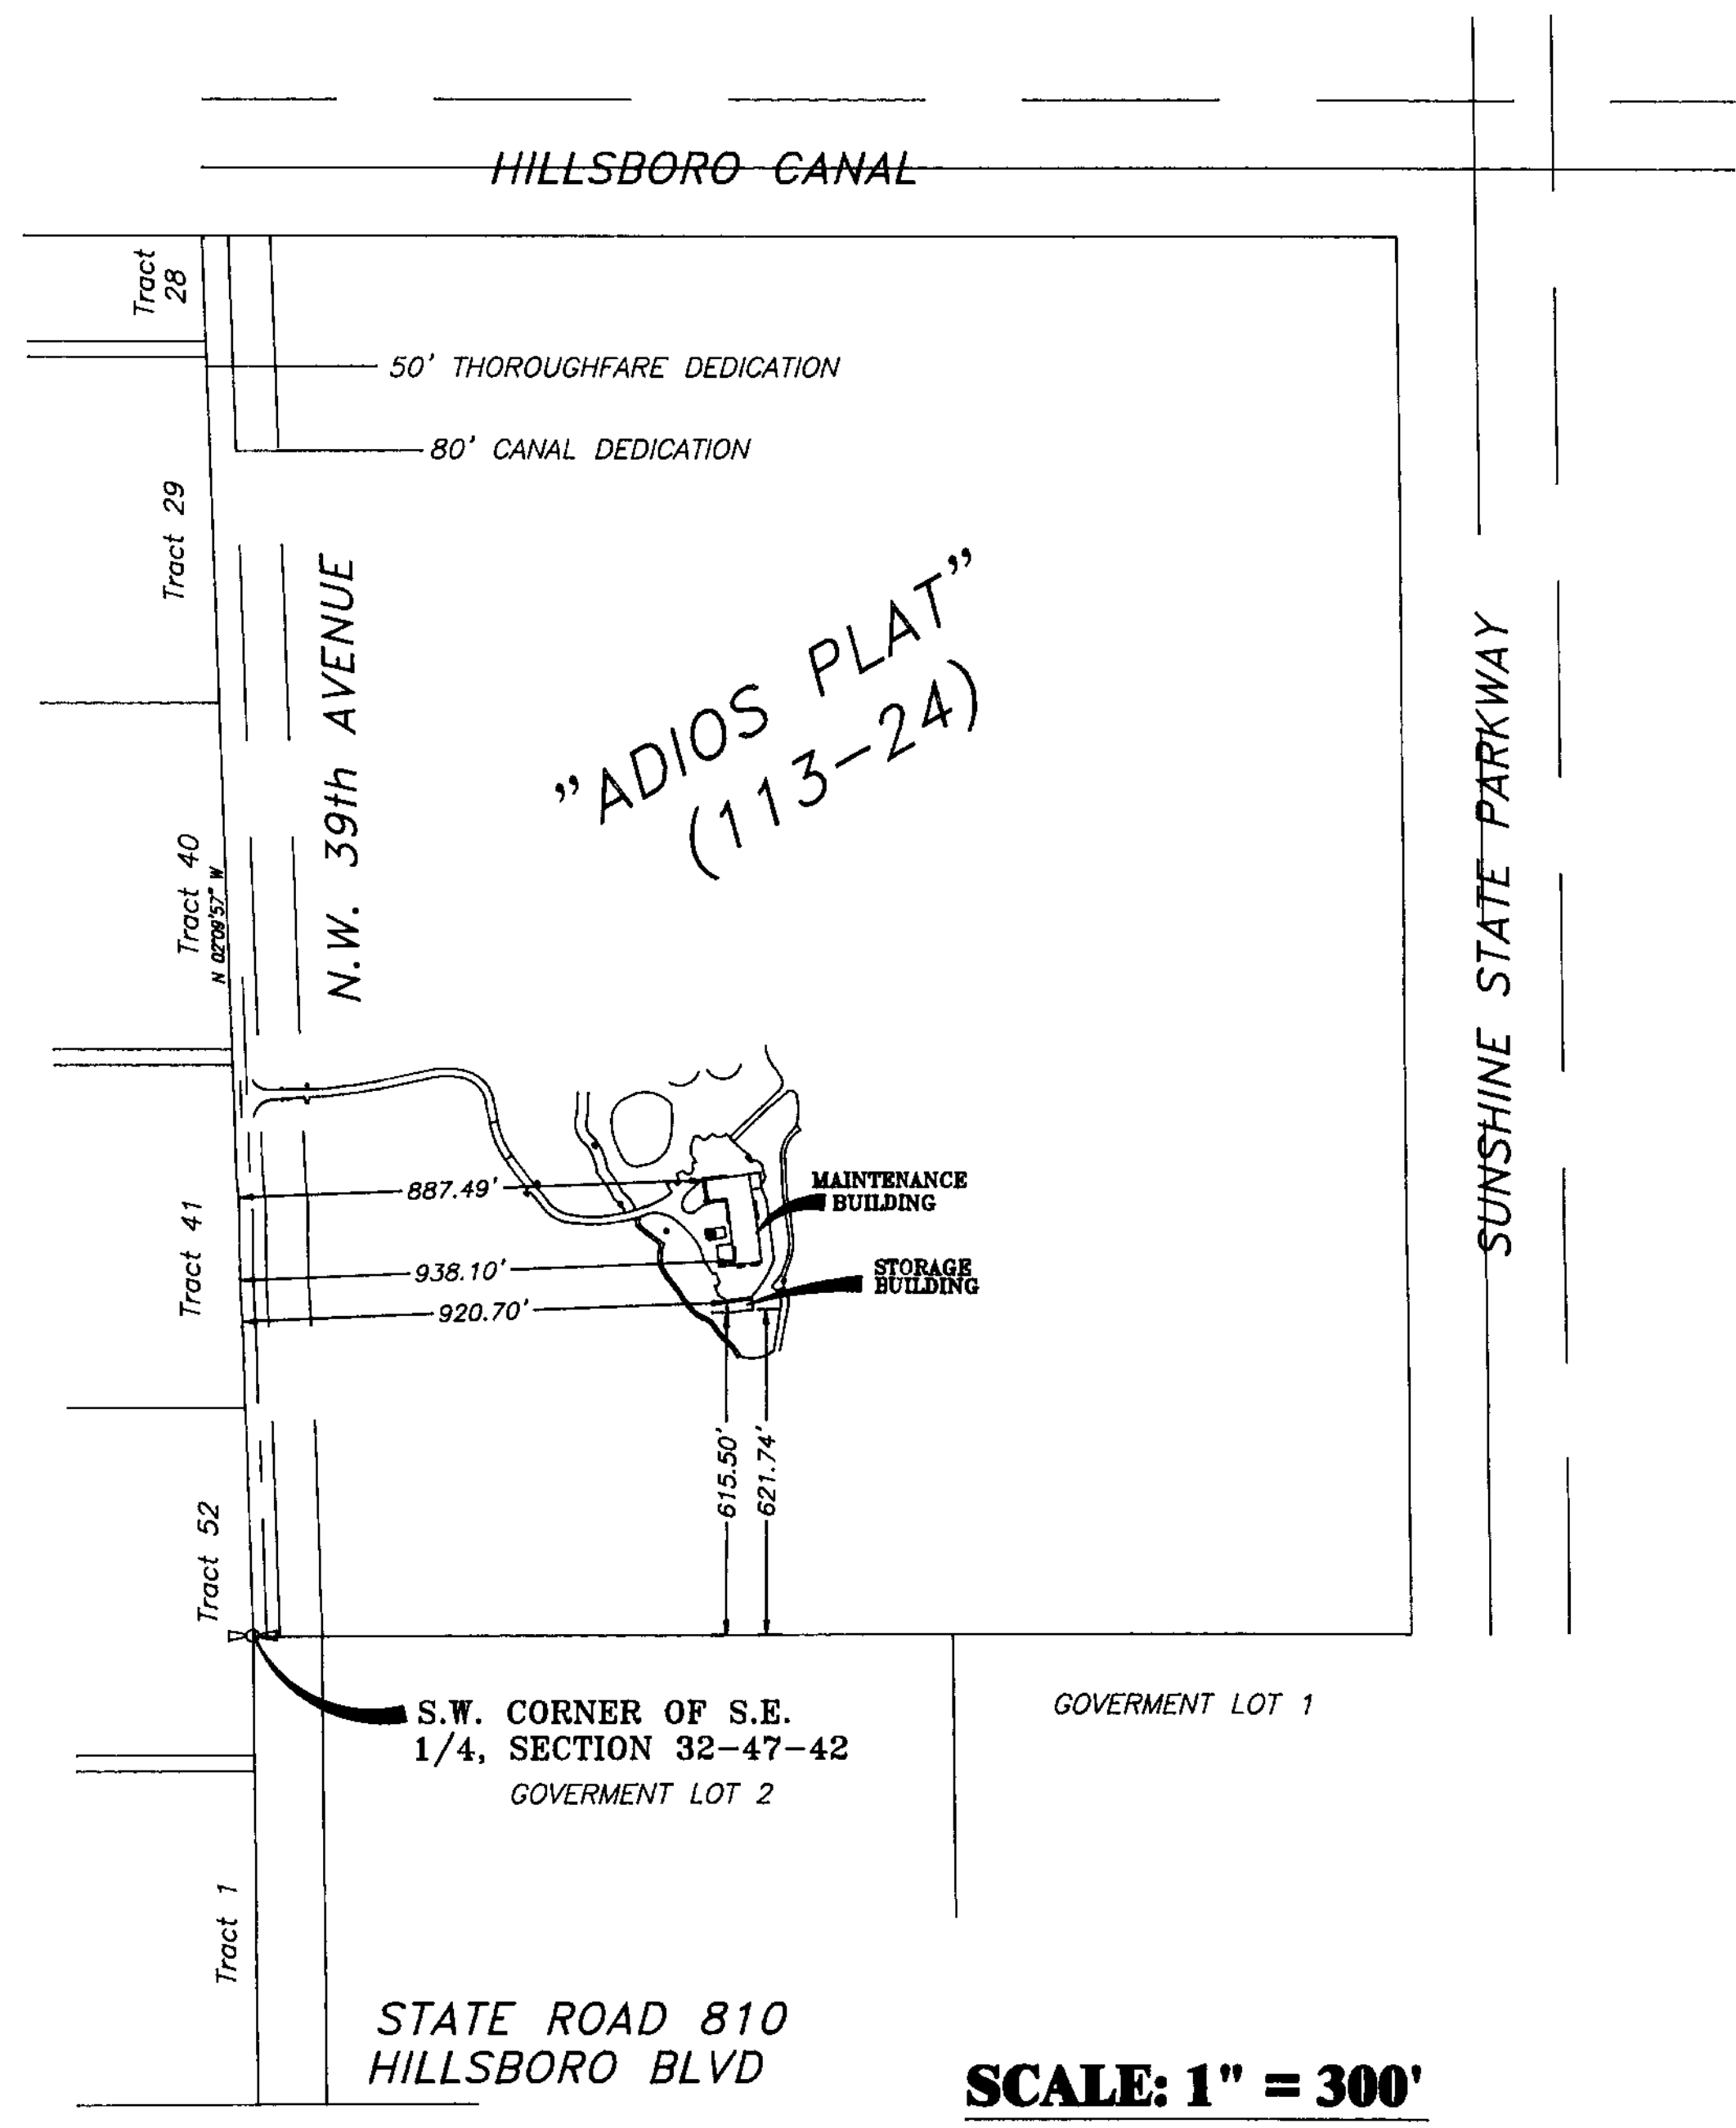 HILLSBORO CANAL
Tract
28
50' THOROUGHFARE DEDICATION
80' CANAL DEDICATION
Tract 29
N.W. 39th AVENUE
"ADIOS PLAT"
(113-24)
SUNSHINE STATE PARKWAY
Tract 40
N 02°09'57" W
887.49'
MAINTENANCE
BUILDING
Tract 41
938.10'
STORAGE
BUILDING
920.70'
615.50'
621.74'
Tract 52
S.W. CORNER OF S.E.
1/4, SECTION 32-47-42
GOVERMENT LOT 2
GOVERMENT LOT 1
Tract 1
STATE ROAD 810
HILLSBORO BLVD
SCALE: 1" = 300'